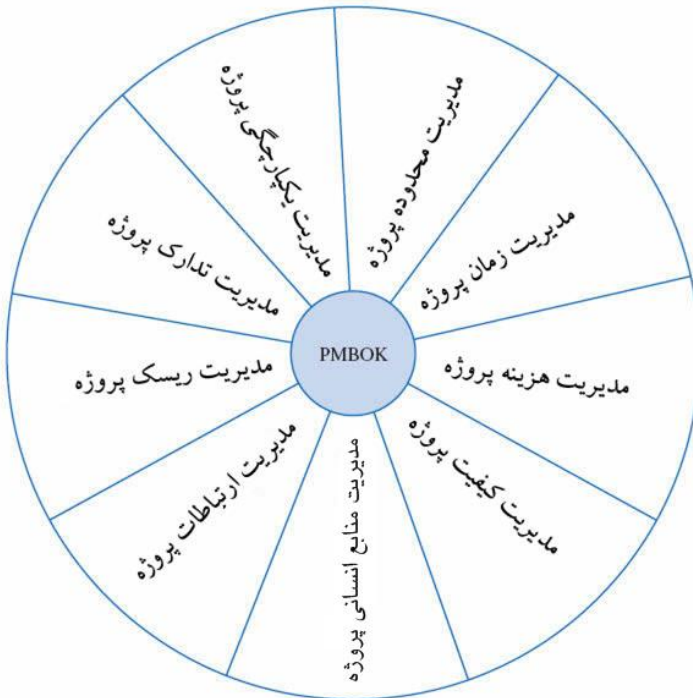 مدیریت یکپارچگی پروژه
مدیریت محدوده پروژه
مدیریت زمان پروژه
مدیریت هزینه پروژه
مدیریت کیفیت پروژه
مدیریت منابع انسانی پروژه
مدیریت ارتباطات پروژه
مدیریت ریسک پروژه
مدیریت تدارک پروژه
PMBOK